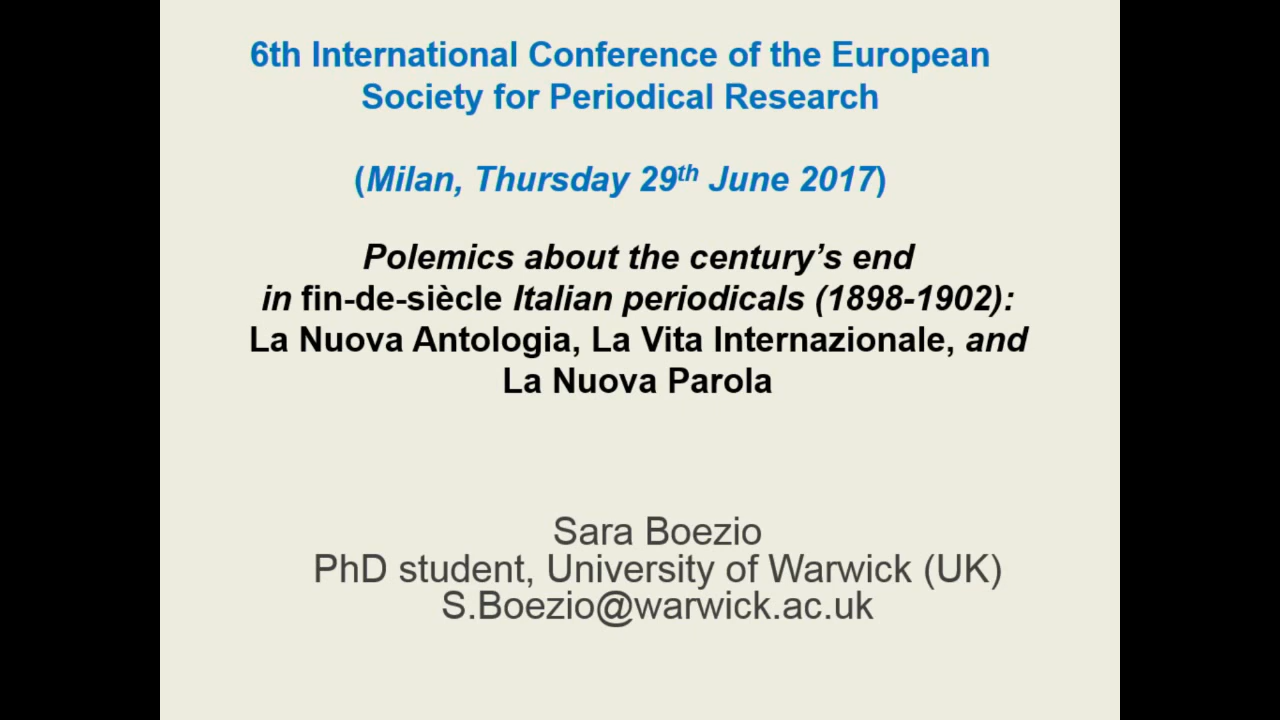 6th International Conference of the European
Society for Periodical Research
(Milan, Thursday 29th June 2017)
Polemics about the century’s end
in fin-de-siècle Italian periodicals (1898-1902):
La Nuova Antologia, La Vita Internazionale, and
La Nuova Parola
Sara Boezio
PhD student, University of Warwick (UK)
S.Boezio@warwick.ac.uk